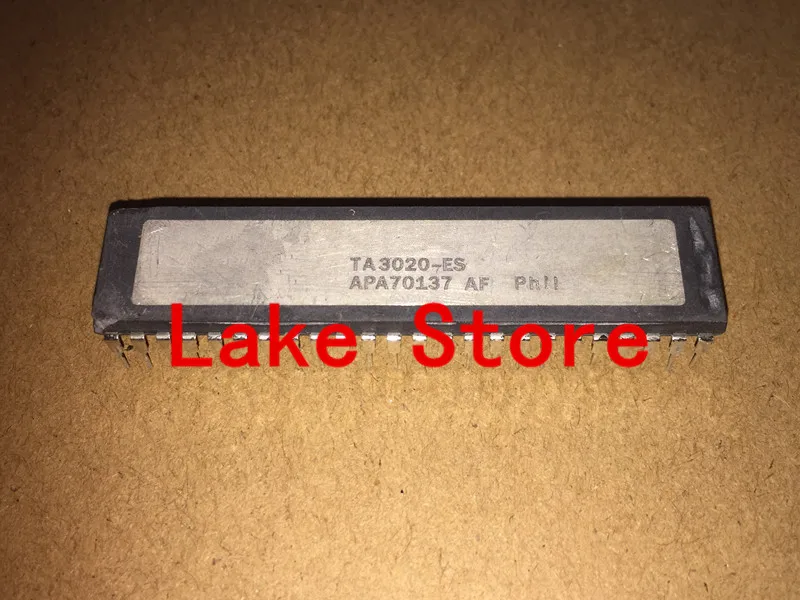 TA3020-ES
APA70137 AF Phil
Lake Store